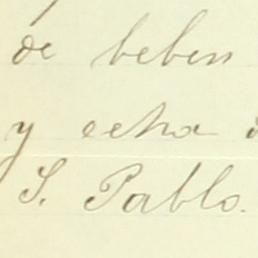 de beben
y echa
S. Pablo.